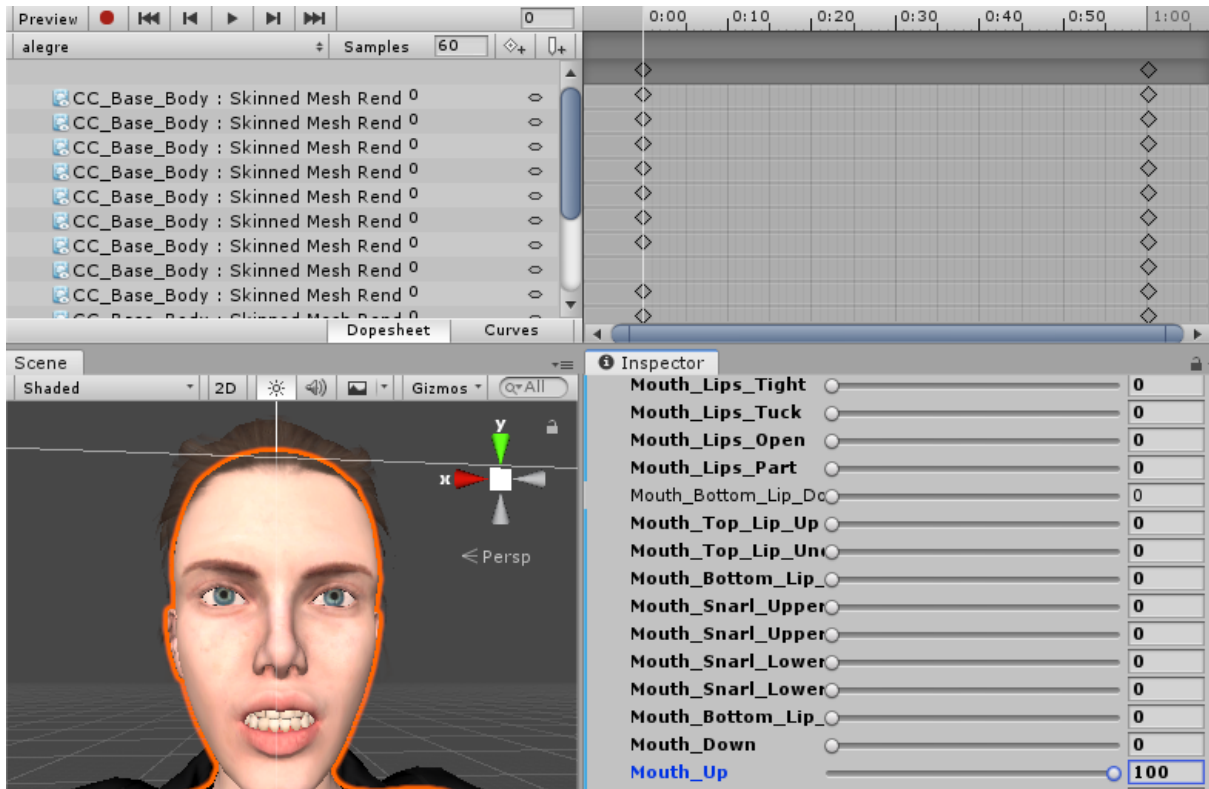 Preview 0 0:00 0:10 0:20 0:30 0:40 0:50 1:00
alegre Samples 60
CC_Base_Body : Skinned Mesh Rend 0
CC_Base_Body : Skinned Mesh Rend 0
CC_Base_Body : Skinned Mesh Rend 0
CC_Base_Body : Skinned Mesh Rend 0
CC_Base_Body : Skinned Mesh Rend 0
CC_Base_Body : Skinned Mesh Rend 0
CC_Base_Body : Skinned Mesh Rend 0
CC_Base_Body : Skinned Mesh Rend 0
CC_Base_Body : Skinned Mesh Rend 0
Dopesheet Curves
Scene
Shaded 2D Gizmos All
y
x
Persp
Inspector
Mouth_Lips_Tight 0
Mouth_Lips_Tuck 0
Mouth_Lips_Open 0
Mouth_Lips_Part 0
Mouth_Bottom_Lip_Do 0
Mouth_Top_Lip_Up 0
Mouth_Top_Lip_Un 0
Mouth_Bottom_Lip_ 0
Mouth_Snarl_Upper 0
Mouth_Snarl_Upper 0
Mouth_Snarl_Lower 0
Mouth_Snarl_Lower 0
Mouth_Bottom_Lip_ 0
Mouth_Down 0
Mouth_Up 100